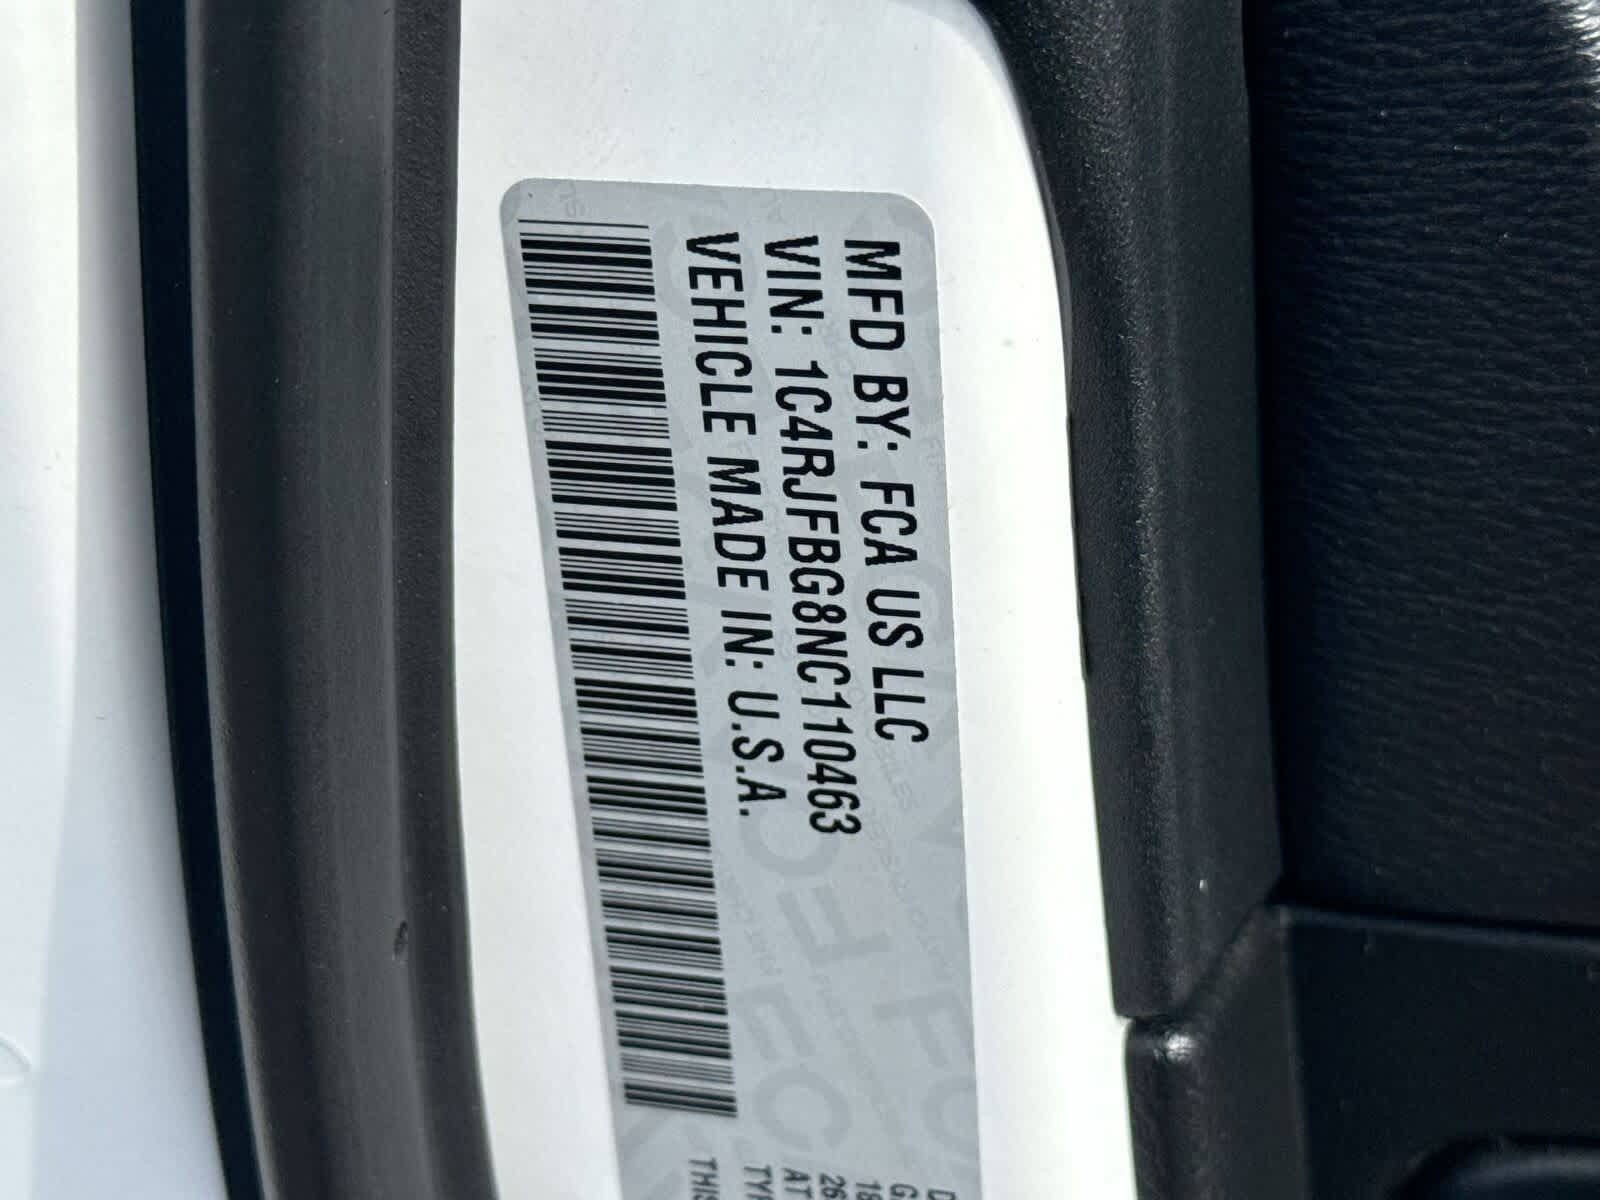 MFD BY: FCA US LLC
VIN: 1C4RJFBG8NC110463
VEHICLE MADE IN: U.S.A.